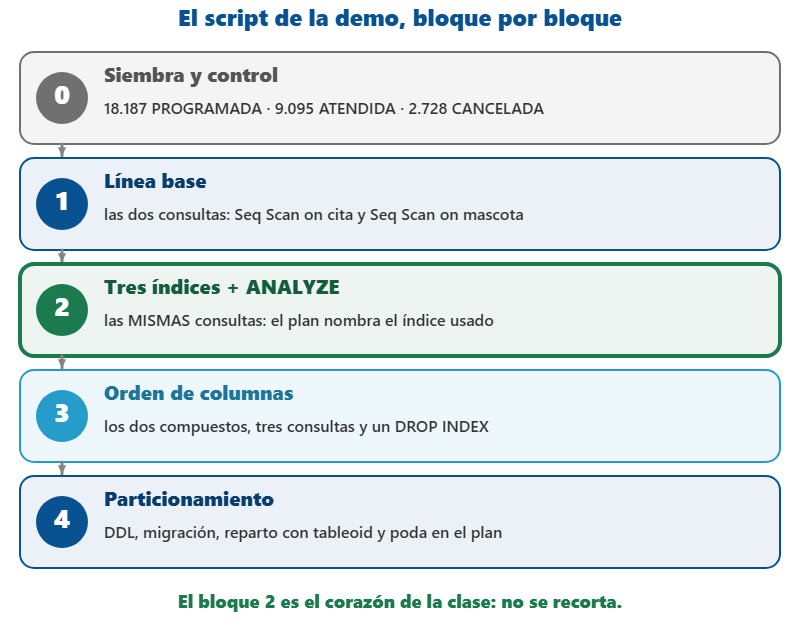 El script de la demo, bloque por bloque
0
Siembra y control
18.187 PROGRAMADA · 9.095 ATENDIDA · 2.728 CANCELADA
1
Línea base
las dos consultas: Seq Scan on cita y Seq Scan on mascota
2
Tres índices + ANALYZE
las MISMAS consultas: el plan nombra el índice usado
3
Orden de columnas
los dos compuestos, tres consultas y un DROP INDEX
4
Particionamiento
DDL, migración, reparto con tableoid y poda en el plan
El bloque 2 es el corazón de la clase: no se recorta.